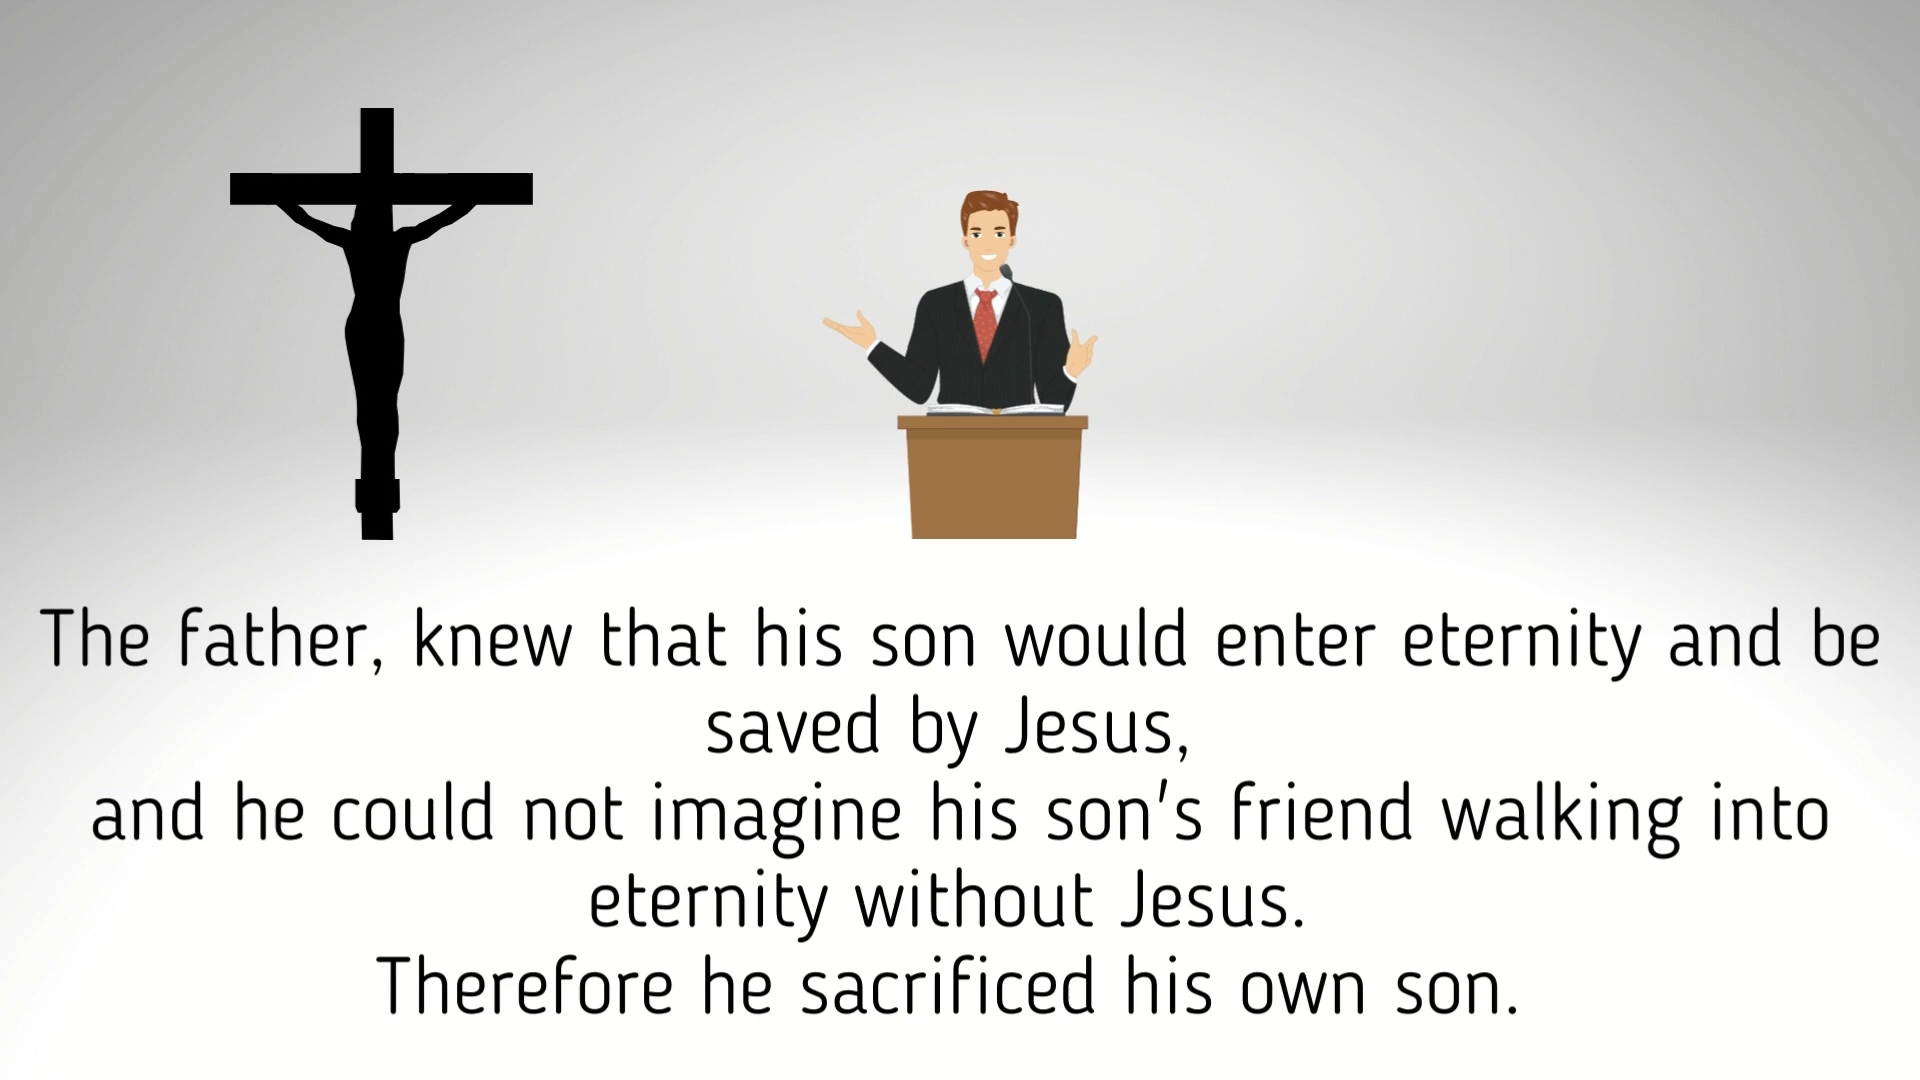 The father, knew that his son would enter eternity and be
saved by Jesus,
and he could not imagine his son's friend walking into
eternity without Jesus.
Therefore he sacrificed his own son.